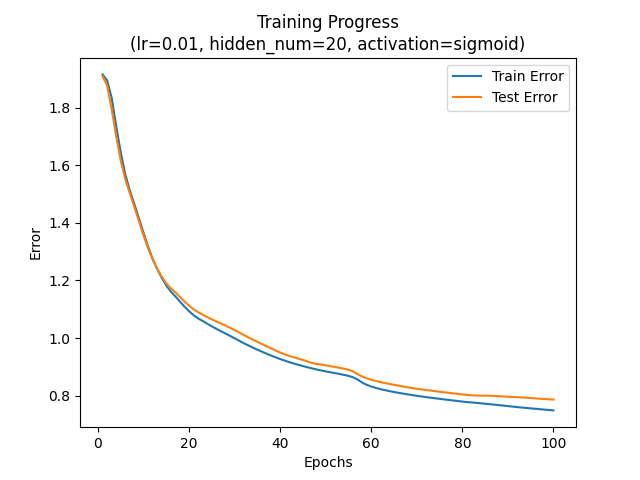 Training Progress
(lr=0.01, hidden_num=20, activation=sigmoid)
Train Error
Test Error
1.8
1.6
1.4
1.2
1.0
0.8
Error
0 20 40 60 80 100
Epochs